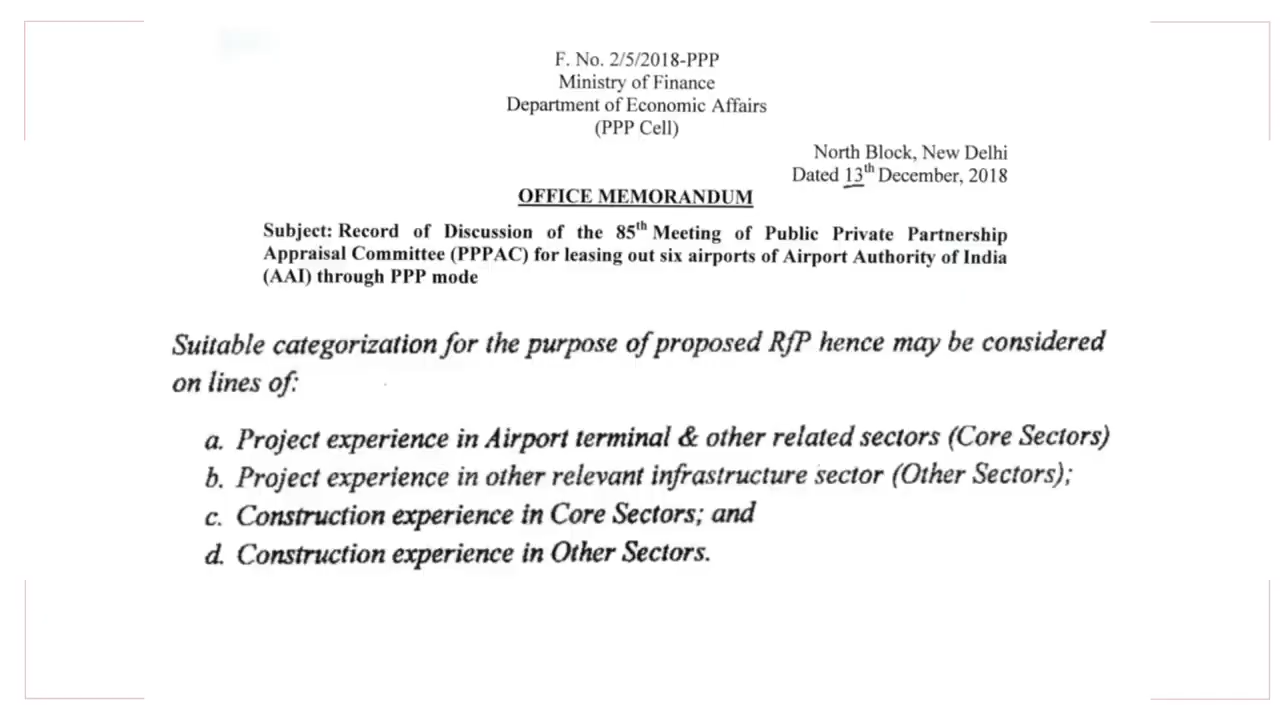 F. No. 2/5/2018-PPP
Ministry of Finance
Department of Economic Affairs
(PPP Cell)
North Block, New Delhi
Dated 13th December, 2018
OFFICE MEMORANDUM
Subject: Record of Discussion of the 85th Meeting of Public Private Partnership
Appraisal Committee (PPPAC) for leasing out six airports of Airport Authority of India
(AAI) through PPP mode
Suitable categorization for the purpose of proposed RfP hence may be considered
on lines of:
a. Project experience in Airport terminal & other related sectors (Core Sectors)
b. Project experience in other relevant infrastructure sector (Other Sectors);
c. Construction experience in Core Sectors; and
d. Construction experience in Other Sectors.